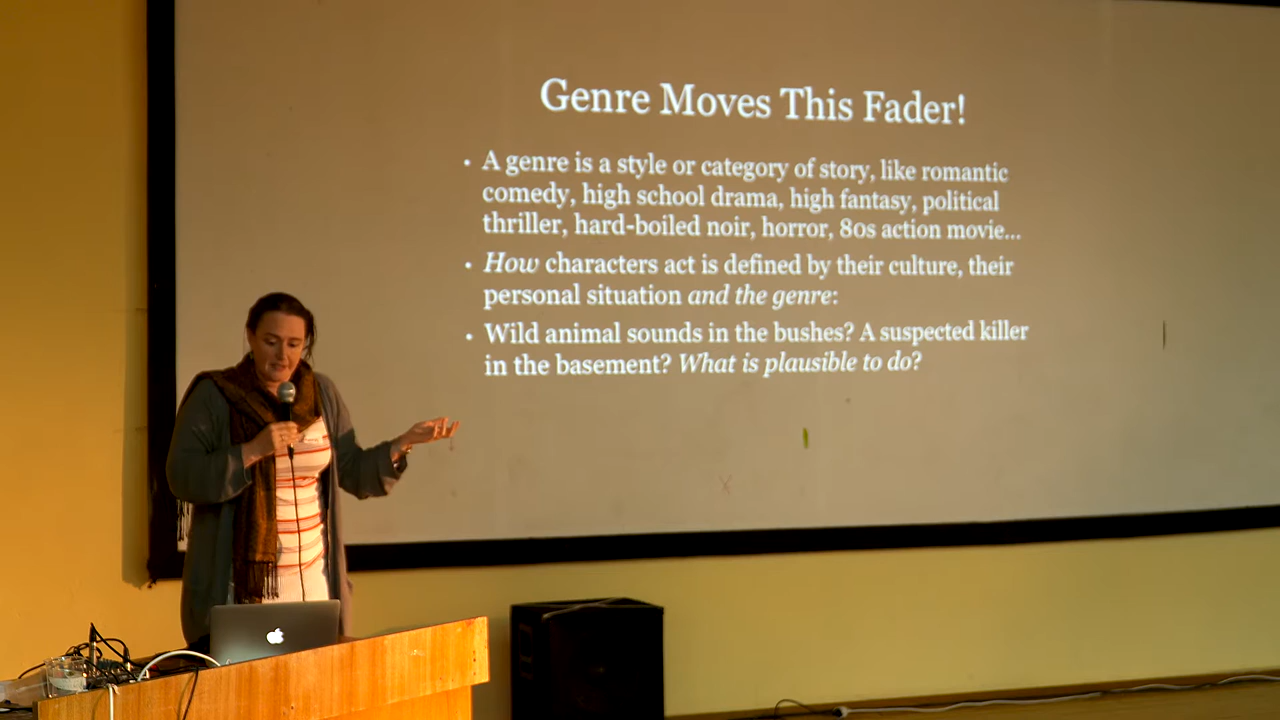 Genre Moves This Fader!
• A genre is a style or category of story, like romantic
comedy, high school drama, high fantasy, political
thriller, hard-boiled noir, horror, 80s action movie...
• How characters act is defined by their culture, their
personal situation and the genre:
• Wild animal sounds in the bushes? A suspected killer
in the basement? What is plausible to do?